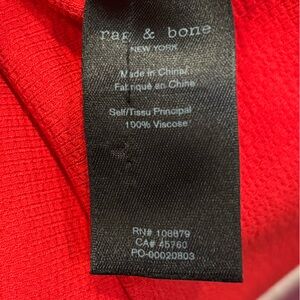 rag & bone
NEW YORK
Made in China/
Fabriqué en Chine
Self/Tissu Principal
100% Viscose
RN# 108879
CA# 45760
PO-00020803